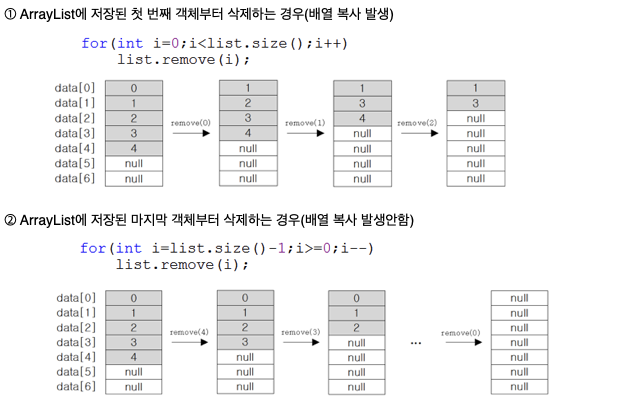 ① ArrayList에 저장된 첫 번째 객체부터 삭제하는 경우(배열 복사 발생)
for(int i=0;i<list.size();i++)
list.remove(i);
data[0] 0 1 1 1
data[1] 1 2 3 3
data[2] 2 3 4 null
remove(0) remove(1) remove(2)
data[3] 3 4 null null
data[4] 4 null null null
data[5] null null null null
data[6] null null null null
② ArrayList에 저장된 마지막 객체부터 삭제하는 경우(배열 복사 발생안함)
for(int i=list.size()-1;i>=0;i--)
list.remove(i);
data[0] 0 0 0 null
data[1] 1 1 1 null
data[2] 2 2 2 null
remove(4) remove(3) ... remove(0)
data[3] 3 3 null null
data[4] 4 null null null
data[5] null null null null
data[6] null null null null